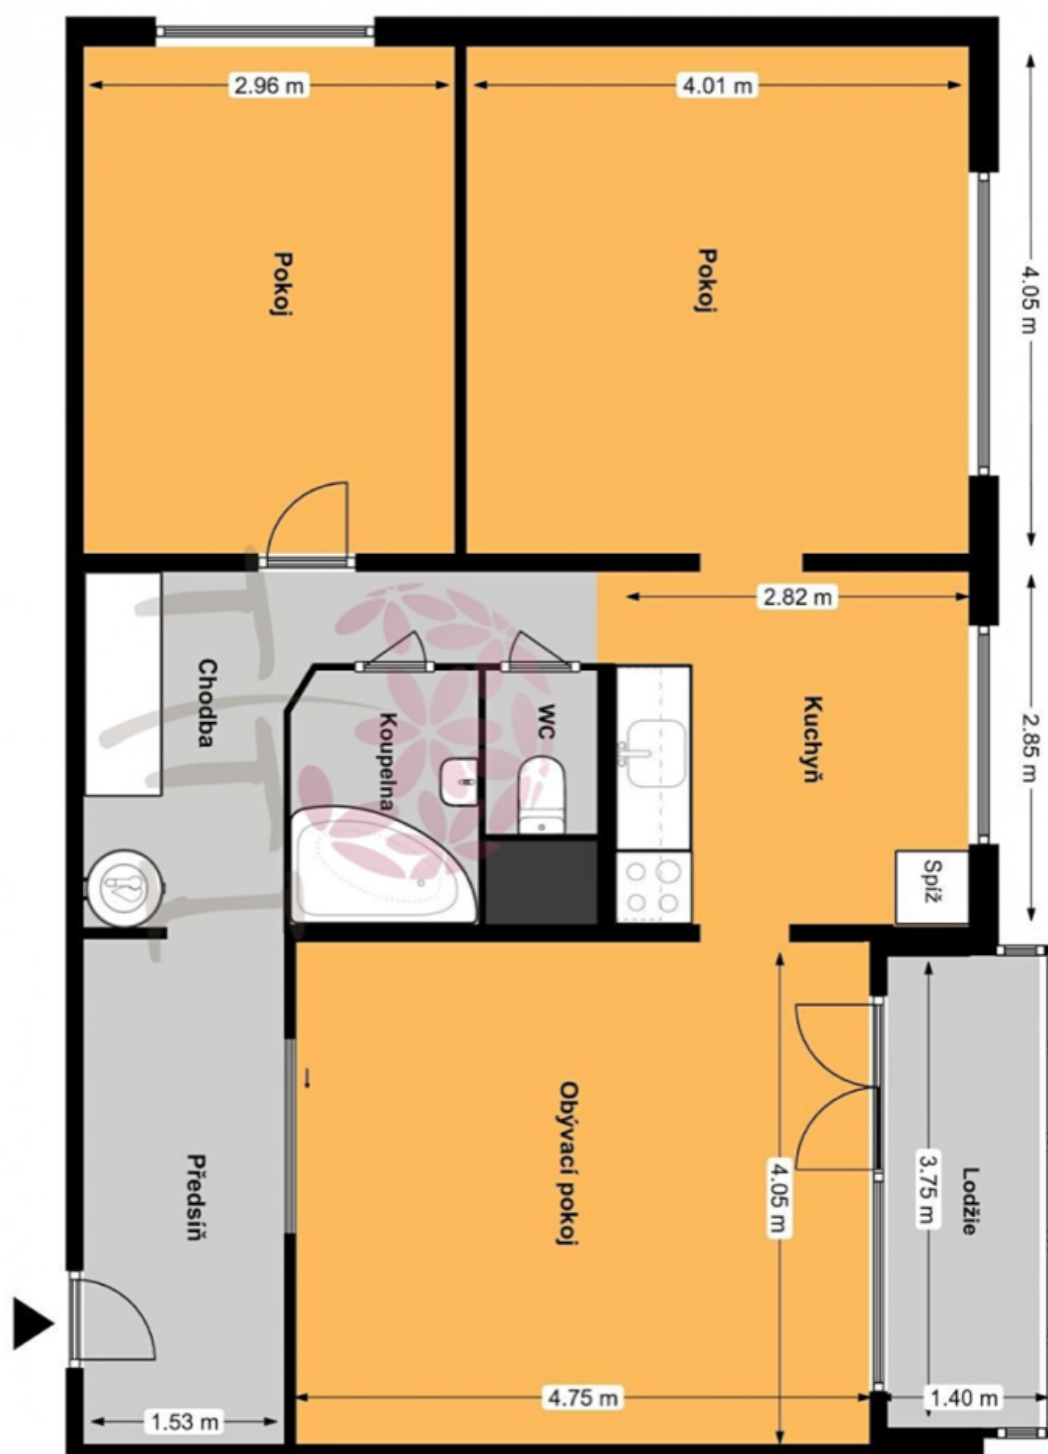 2.96 m
4.01 m
Pokoj
Pokoj
4.05 m
2.82 m
Chodba
Koupelna
WC
Kuchyň
2.85 m
Spíž
Předsíň
Obývací pokoj
4.05 m
3.75 m
Lodžie
1.53 m
4.75 m
1.40 m